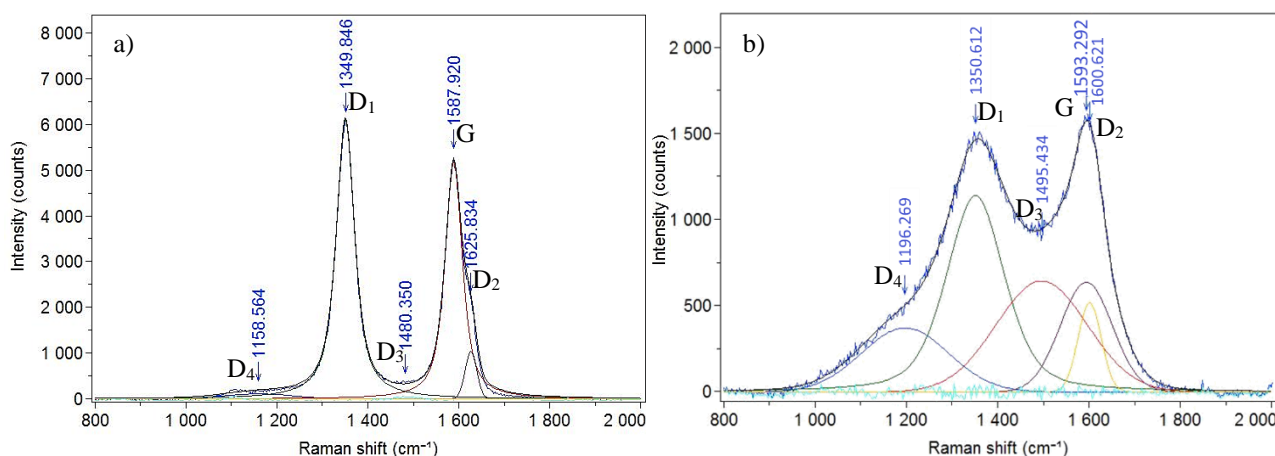 a)
8 000
7 000
6 000
5 000
4 000
3 000
2 000
1 000
0
Intensity (counts)
1349.846
D₁
1587.920
G
1625.834
D₂
1480.350
D₃
1158.564
D₄
800
1 000
1 200
1 400
1 600
1 800
2 000
Raman shift (cm⁻¹)
b)
2 000
1 500
1 000
500
0
Intensity (counts)
1350.612
D₁
1593.292
1600.621
G
D₂
1495.434
D₃
1196.269
D₄
800
1 000
1 200
1 400
1 600
1 800
2 000
Raman shift (cm⁻¹)